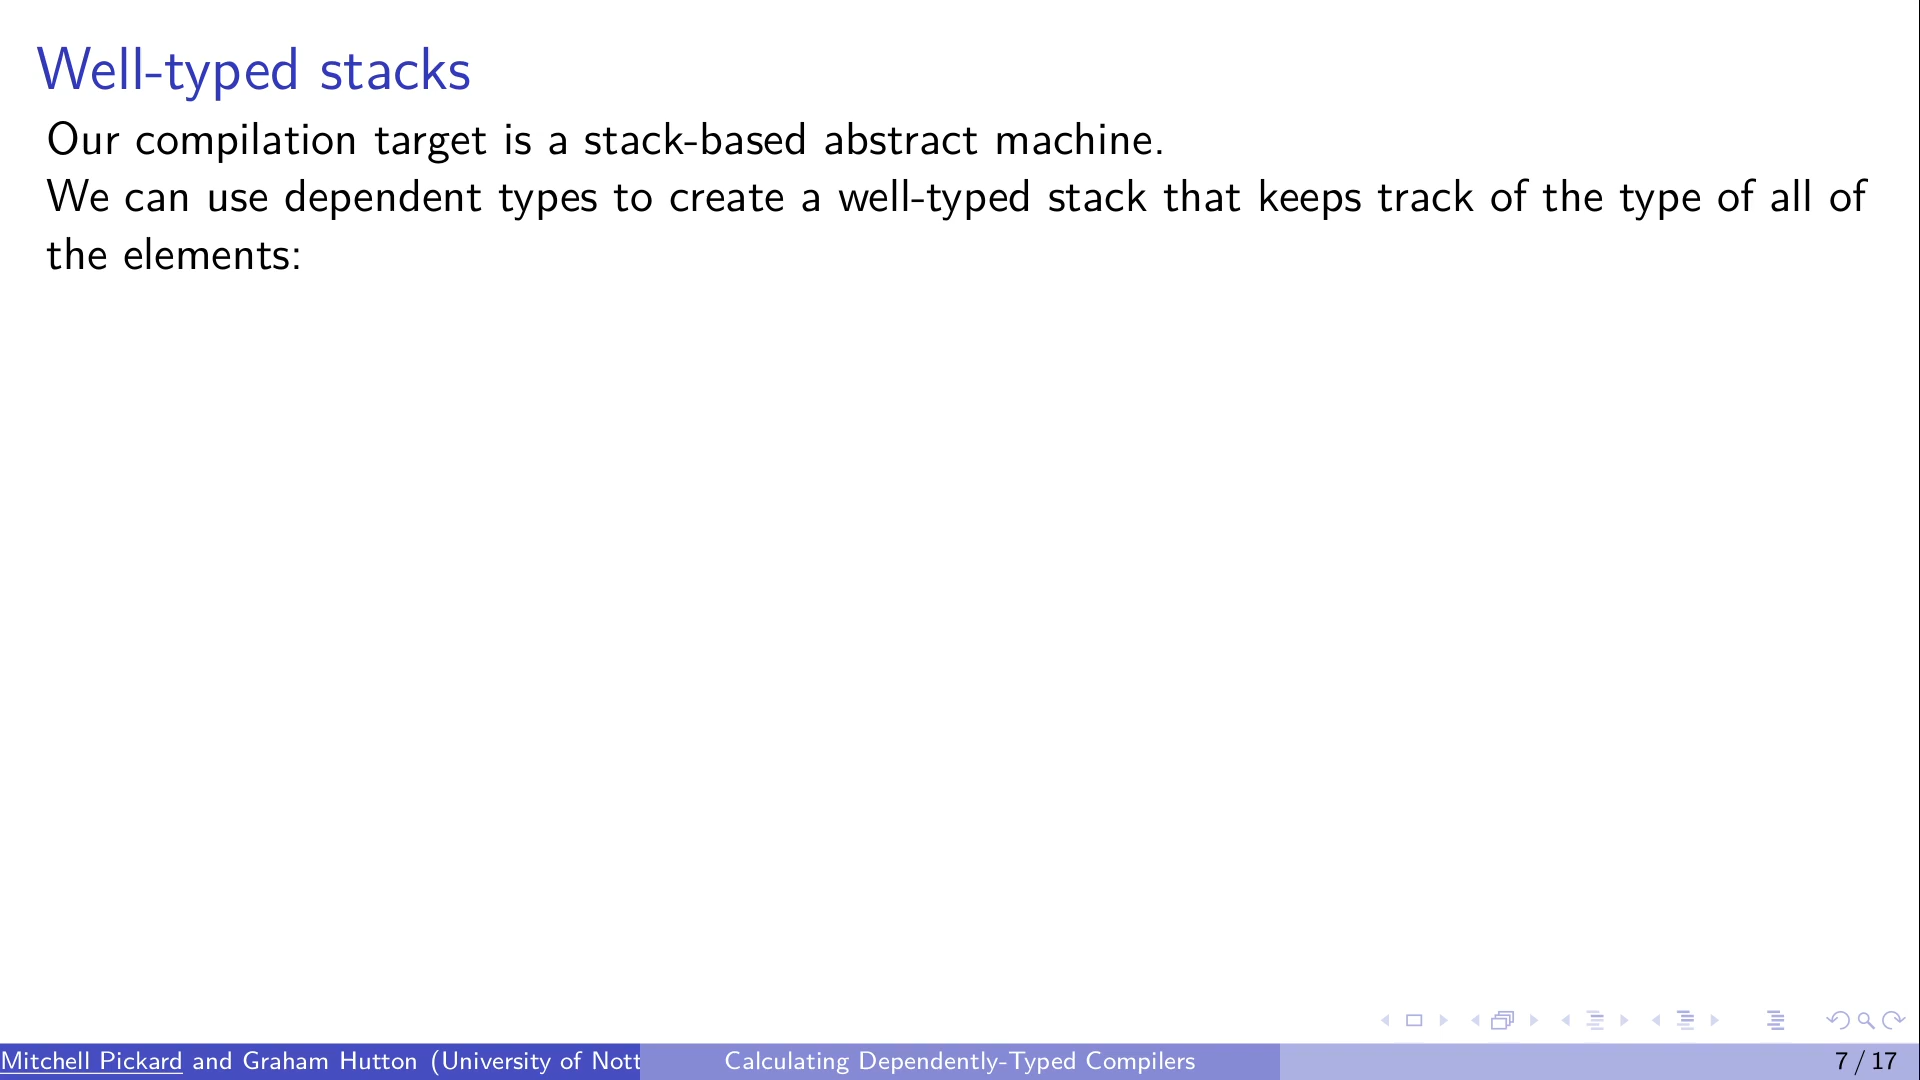 Well-typed stacks
Our compilation target is a stack-based abstract machine.
We can use dependent types to create a well-typed stack that keeps track of the type of all of
the elements:
Mitchell Pickard and Graham Hutton (University of Nott
Calculating Dependently-Typed Compilers
7 / 17